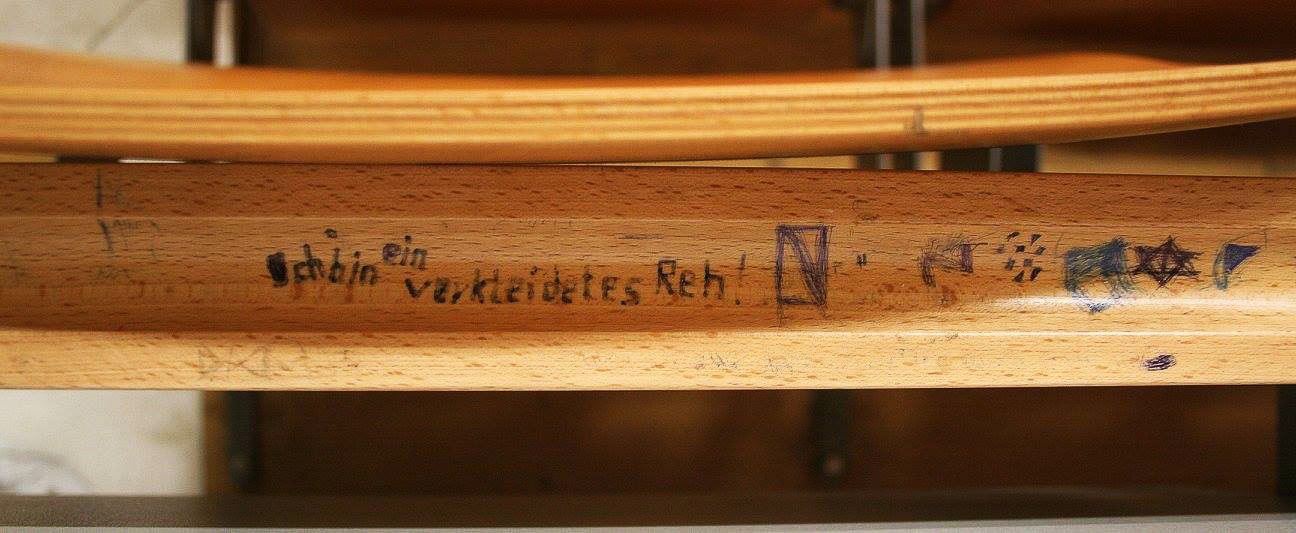 Ich bin ein verkleidetes Reh!